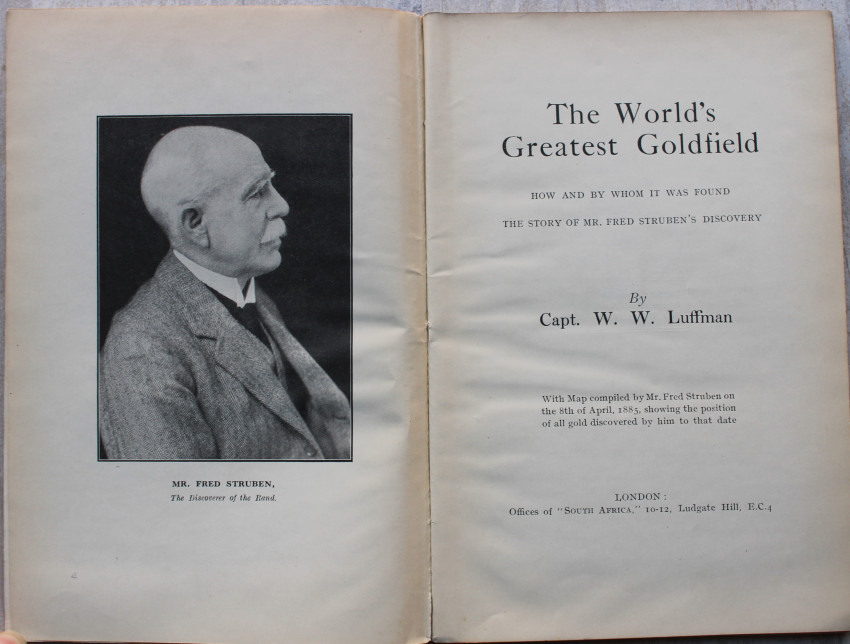 MR. FRED STRUBEN,
The Discoverer of the Rand.
The World's
Greatest Goldfield
HOW AND BY WHOM IT WAS FOUND
THE STORY OF MR. FRED STRUBEN'S DISCOVERY
By
Capt. W. W. Luffman
With Map compiled by Mr. Fred Struben on
the 8th of April, 1885, showing the position
of all gold discovered by him to that date
LONDON:
Offices of "SOUTH AFRICA," 10-12, Ludgate Hill, E.C.4